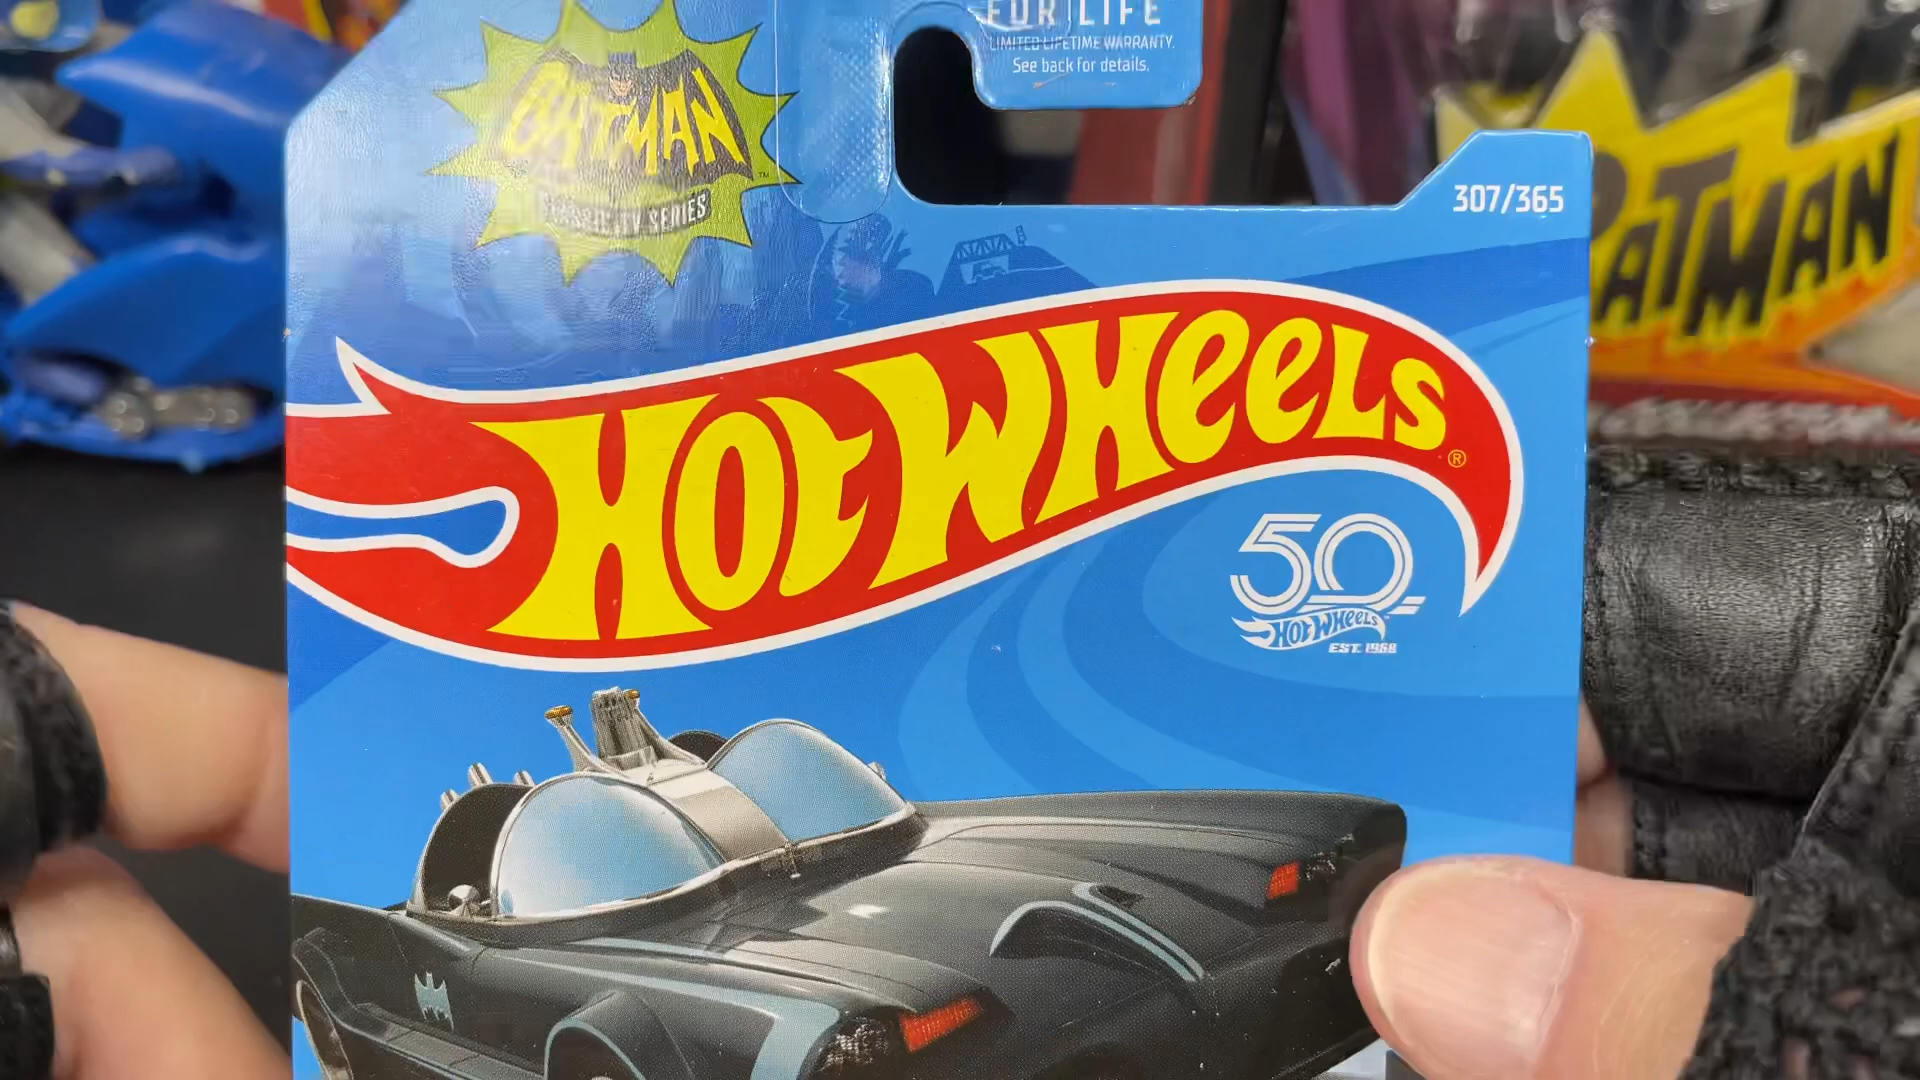 FOR LIFE
LIMITED LIFETIME WARRANTY.
See back for details.
BATMAN
TM
CLASSIC TV SERIES
307/365
BATMAN
HOT WHEELS
®
50
HOT WHEELS
EST. 1968